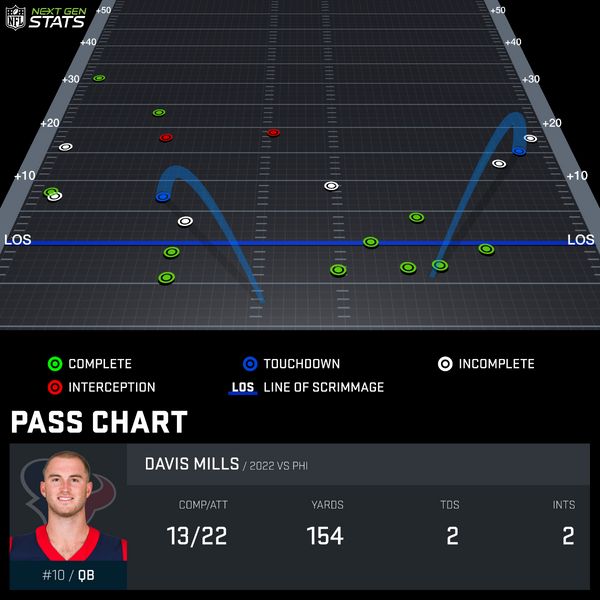 NFL NEXT GEN
STATS
+50 +50
+40 +40
+30 +30
+20 +20
+10 +10
LOS LOS
COMPLETE TOUCHDOWN INCOMPLETE
INTERCEPTION LOS LINE OF SCRIMMAGE
PASS CHART
DAVIS MILLS / 2022 VS PHI
COMP/ATT YARDS TDS INTS
13/22 154 2 2
#10 / QB